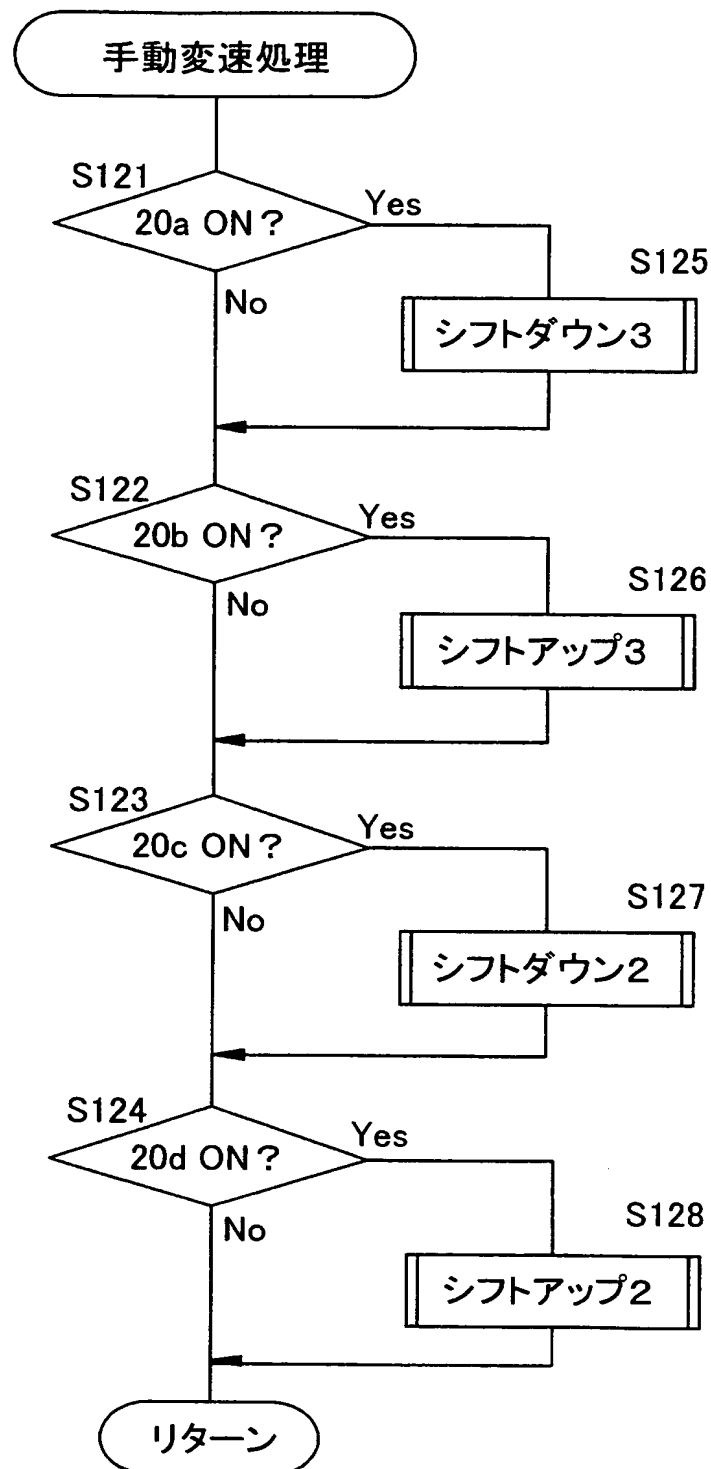 手動変速処理
S121
20a ON?
Yes
No
S125
シフトダウン3
S122
20b ON?
Yes
No
S126
シフトアップ3
S123
20c ON?
Yes
No
S127
シフトダウン2
S124
20d ON?
Yes
No
S128
シフトアップ2
リターン